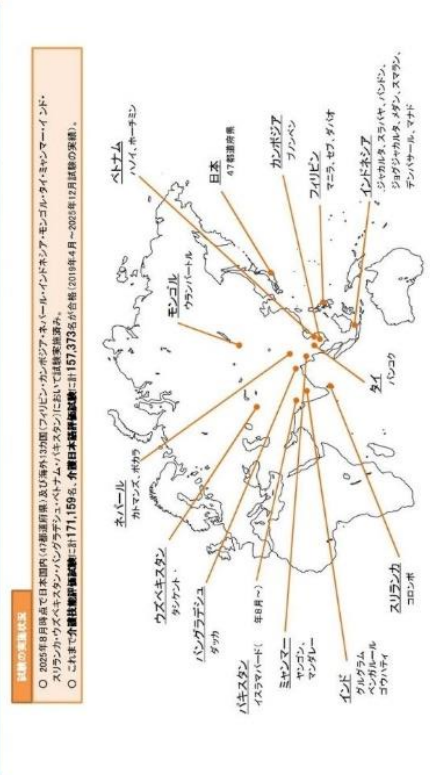 試験の実施状況
○ 2025年8月時点で日本国内(47都道府県)及び海外13カ国(フィリピン・カンボジア・ネパール・インドネシア・モンゴル・タイ・ミャンマー・インド・
スリランカ・ウズベキスタン・バングラデシュ・ベトナム・パキスタン)において試験実施済み。
○ これまで介護技能評価試験に計171,159名、介護日本語評価試験に計157,373名が合格(2019年4月～2025年12月試験の実績)。
ベトナム
ハノイ、ホーチミン
日本
47都道府県
カンボジア
プノンペン
フィリピン
マニラ、セブ、ダバオ
インドネシア
ジャカルタ、スラバヤ、バンドン、
ジョグジャカルタ、メダン、スマラン、
デンパサール、マナド
モンゴル
ウランバートル
タイ
バンコク
ネパール
カトマンズ、ポカラ
ウズベキスタン
タシケント・
バングラデシュ
ダッカ
パキスタン
イスラマバード( 年8月～)
ミャンマー
ヤンゴン、
マンダレー
インド
グルグラム
ベンガルール
ゴウハティ
スリランカ
コロンボ